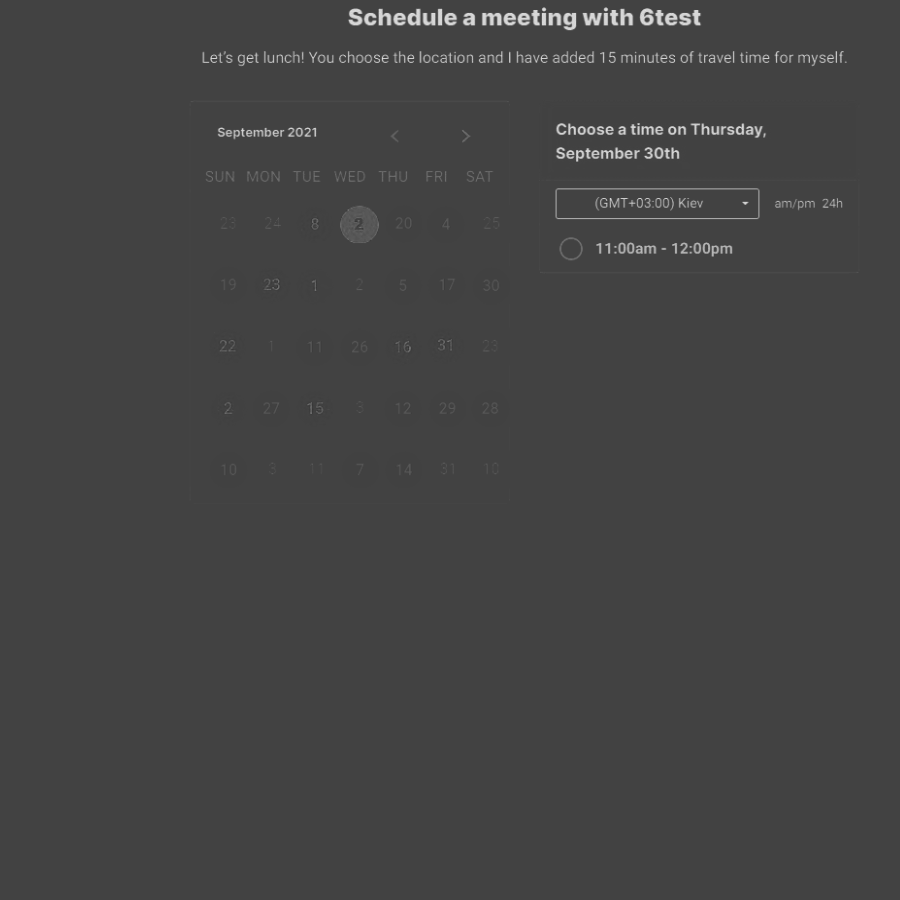 Schedule a meeting with 6test
Let's get lunch! You choose the location and I have added 15 minutes of travel time for myself.
September 2021
SUN MON TUE WED THU FRI SAT
23 24 8 2 20 4 25
19 23 1 2 5 17 30
22 1 11 26 16 31 23
2 27 15 3 12 29 28
10 3 11 7 14 31 10
Choose a time on Thursday,
September 30th
(GMT+03:00) Kiev am/pm 24h
11:00am - 12:00pm